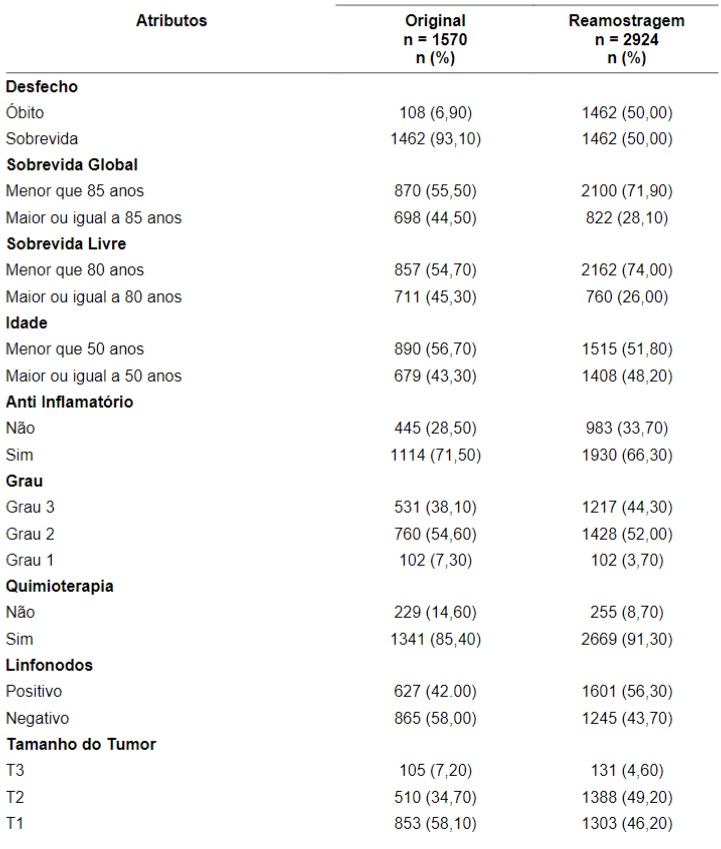 Atributos Original Reamostragem
n = 1570 n = 2924
n (%) n (%)
Desfecho
Óbito 108 (6,90) 1462 (50,00)
Sobrevida 1462 (93,10) 1462 (50,00)
Sobrevida Global
Menor que 85 anos 870 (55,50) 2100 (71,90)
Maior ou igual a 85 anos 698 (44,50) 822 (28,10)
Sobrevida Livre
Menor que 80 anos 857 (54,70) 2162 (74,00)
Maior ou igual a 80 anos 711 (45,30) 760 (26,00)
Idade
Menor que 50 anos 890 (56,70) 1515 (51,80)
Maior ou igual a 50 anos 679 (43,30) 1408 (48,20)
Anti Inflamatório
Não 445 (28,50) 983 (33,70)
Sim 1114 (71,50) 1930 (66,30)
Grau
Grau 3 531 (38,10) 1217 (44,30)
Grau 2 760 (54,60) 1428 (52,00)
Grau 1 102 (7,30) 102 (3,70)
Quimioterapia
Não 229 (14,60) 255 (8,70)
Sim 1341 (85,40) 2669 (91,30)
Linfonodos
Positivo 627 (42.00) 1601 (56,30)
Negativo 865 (58,00) 1245 (43,70)
Tamanho do Tumor
T3 105 (7,20) 131 (4,60)
T2 510 (34,70) 1388 (49,20)
T1 853 (58,10) 1303 (46,20)